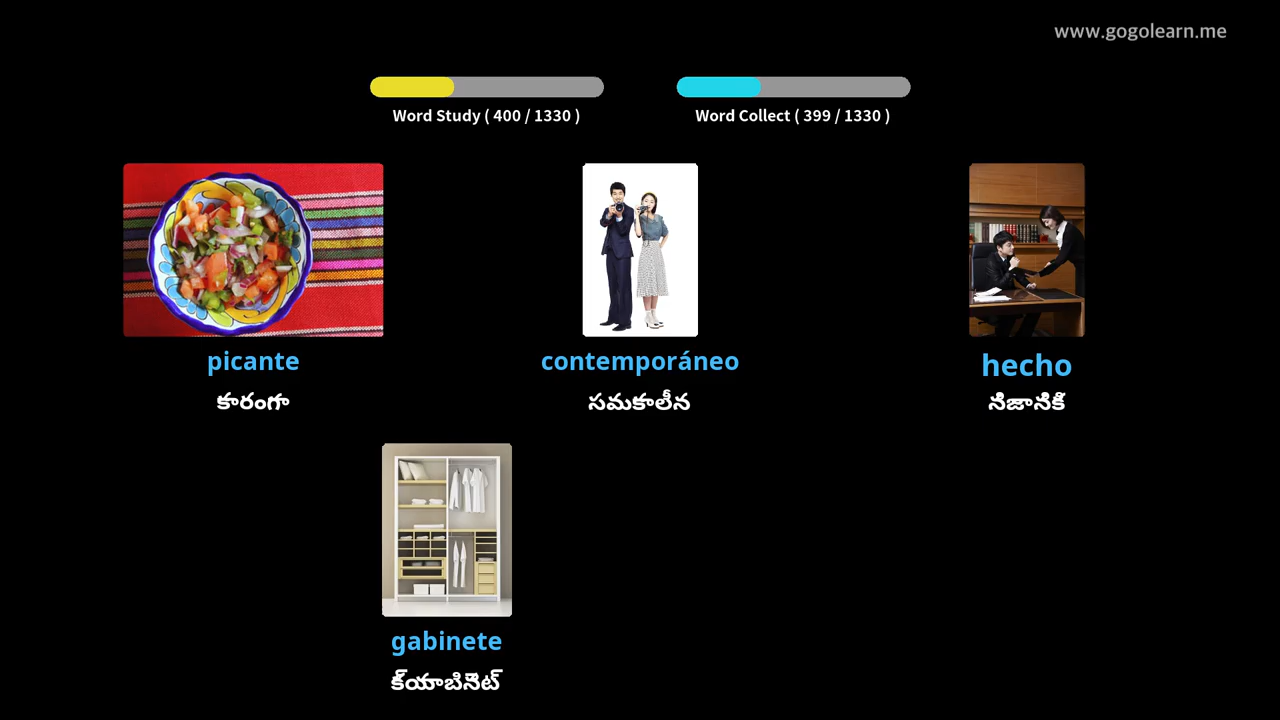 www.gogolearn.me
Word Study ( 400 / 1330 )
Word Collect ( 399 / 1330 )
picante
contemporáneo
hecho
కారంగా
సమకాలీన
నిజానికి
gabinete
క్యాబినెట్